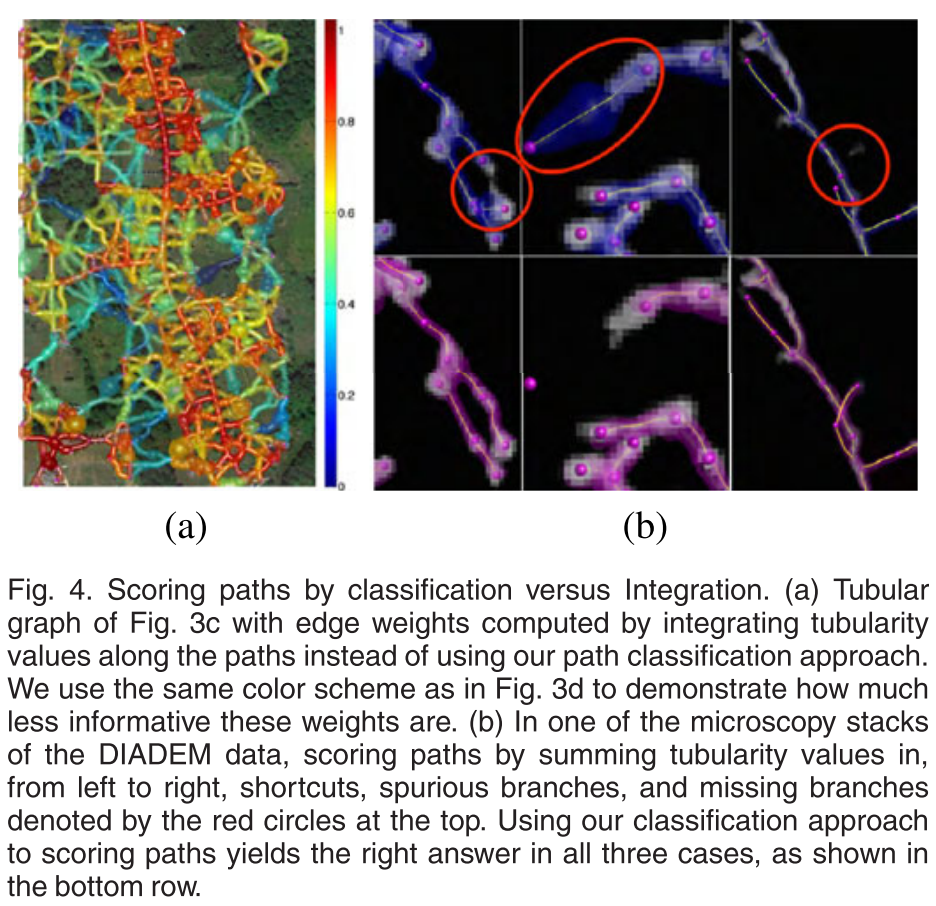 1
0.8
0.6
0.4
0.2
0
(a)
(b)
Fig. 4. Scoring paths by classification versus Integration. (a) Tubular
graph of Fig. 3c with edge weights computed by integrating tubularity
values along the paths instead of using our path classification approach.
We use the same color scheme as in Fig. 3d to demonstrate how much
less informative these weights are. (b) In one of the microscopy stacks
of the DIADEM data, scoring paths by summing tubularity values in,
from left to right, shortcuts, spurious branches, and missing branches
denoted by the red circles at the top. Using our classification approach
to scoring paths yields the right answer in all three cases, as shown in
the bottom row.